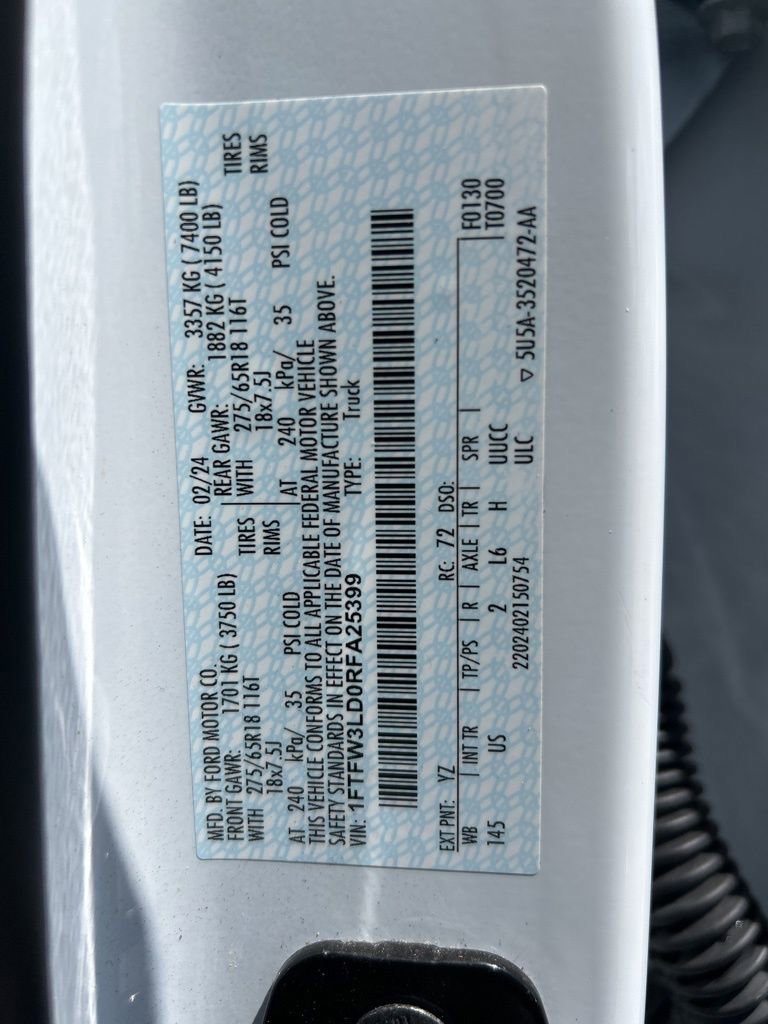 MFD. BY FORD MOTOR CO. DATE: 02/24 GVWR: 3357 KG ( 7400 LB)
FRONT GAWR: 1701 KG ( 3750 LB) REAR GAWR: 1882 KG ( 4150 LB)
WITH 275/65R18 116T TIRES WITH 275/65R18 116T TIRES
18x7.5J RIMS 18x7.5J RIMS
AT 240 kPa/ 35 PSI COLD AT 240 kPa/ 35 PSI COLD
THIS VEHICLE CONFORMS TO ALL APPLICABLE FEDERAL MOTOR VEHICLE
SAFETY STANDARDS IN EFFECT ON THE DATE OF MANUFACTURE SHOWN ABOVE.
VIN: 1FTFW3LD0RFA25399 TYPE: Truck
EXT PNT: YZ RC: 72 DSO: F0130
WB INT TR TP/PS R AXLE TR SPR T0700
145 US 2 L6 H UUCC
2202402150754 ULC ▽ 5U5A-3520472-AA